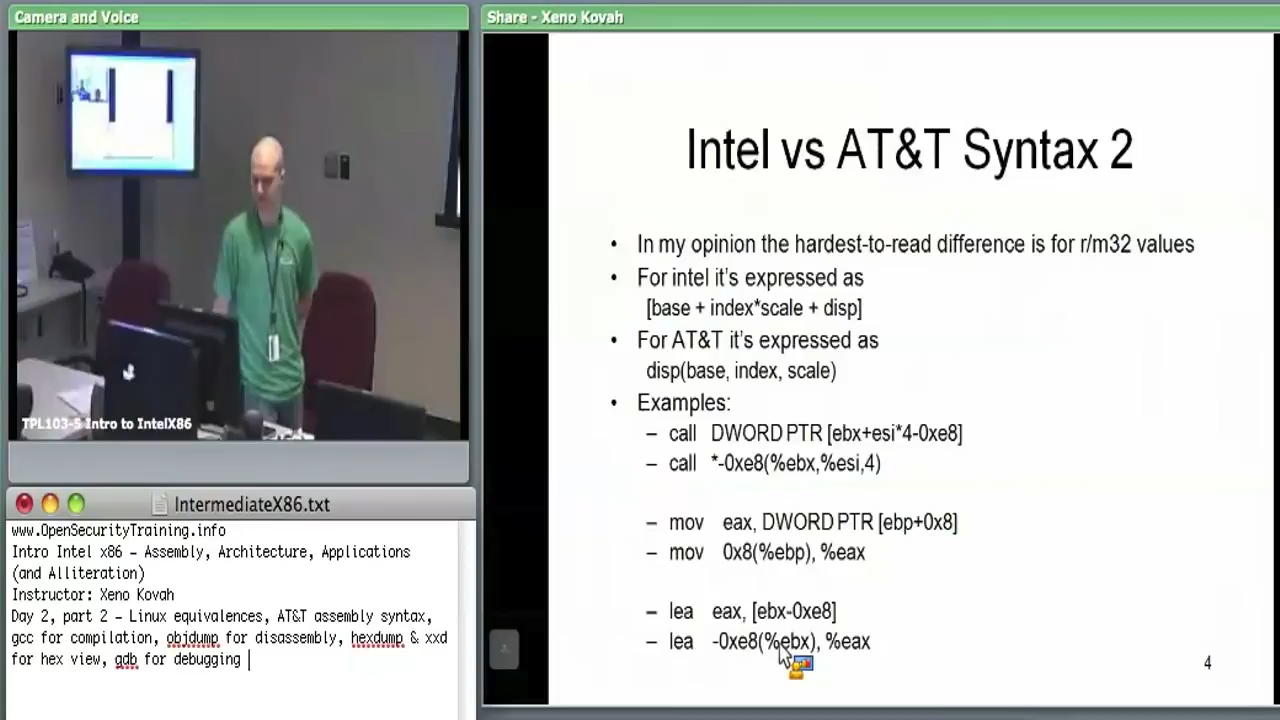 Camera and Voice
TPL103-5 Intro to IntelX86
IntermediateX86.txt
www.OpenSecurityTraining.info
Intro Intel x86 – Assembly, Architecture, Applications
(and Alliteration)
Instructor: Xeno Kovah
Day 2, part 2 – Linux equivalences, AT&T assembly syntax,
gcc for compilation, objdump for disassembly, hexdump & xxd
for hex view, gdb for debugging
Share - Xeno Kovah
Intel vs AT&T Syntax 2
• In my opinion the hardest-to-read difference is for r/m32 values
• For intel it's expressed as
[base + index*scale + disp]
• For AT&T it's expressed as
disp(base, index, scale)
• Examples:
– call DWORD PTR [ebx+esi*4-0xe8]
– call *-0xe8(%ebx,%esi,4)
– mov eax, DWORD PTR [ebp+0x8]
– mov 0x8(%ebp), %eax
– lea eax, [ebx-0xe8]
– lea -0xe8(%ebx), %eax
4